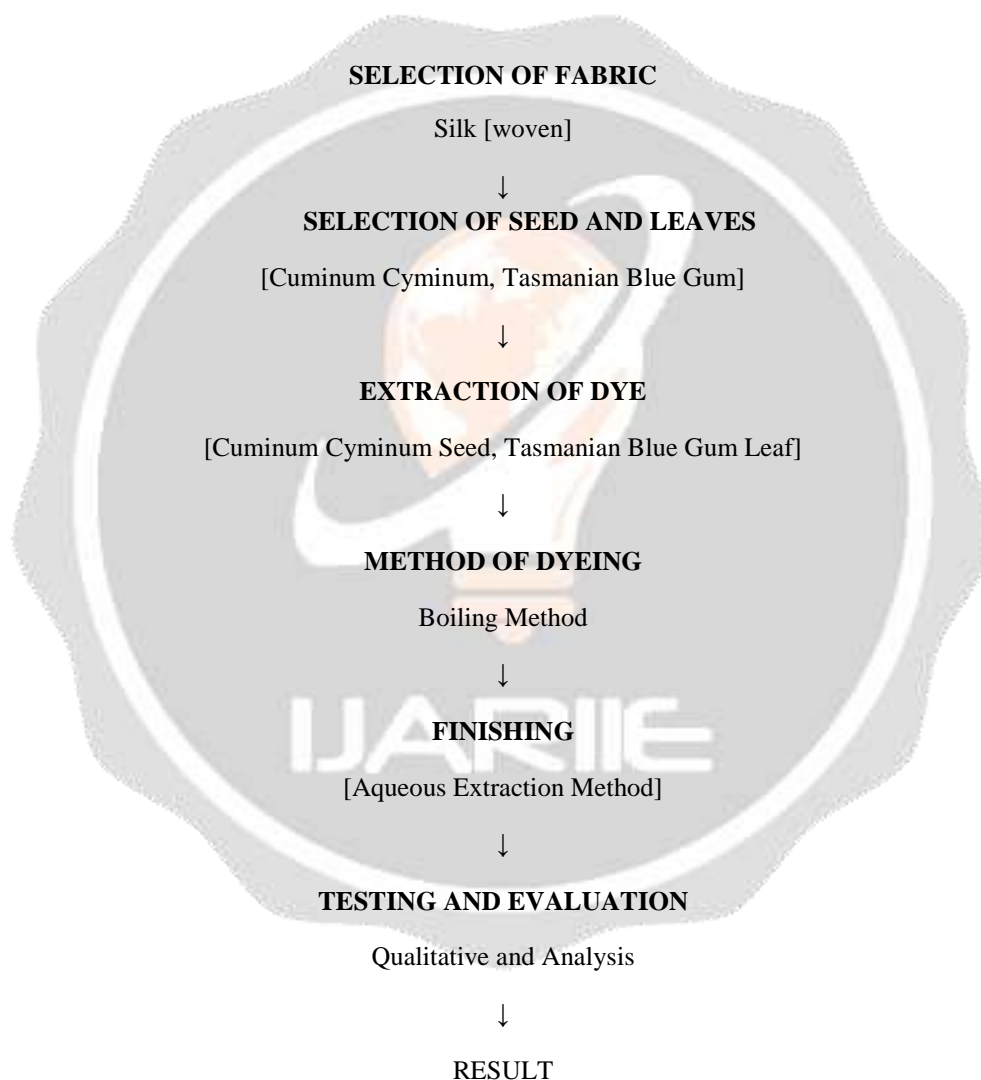 SELECTION OF FABRIC
Silk [woven]
↓
SELECTION OF SEED AND LEAVES
[Cuminum Cyminum, Tasmanian Blue Gum]
↓
EXTRACTION OF DYE
[Cuminum Cyminum Seed, Tasmanian Blue Gum Leaf]
↓
METHOD OF DYEING
Boiling Method
↓
IJARIIE
FINISHING
[Aqueous Extraction Method]
↓
TESTING AND EVALUATION
Qualitative and Analysis
↓
RESULT